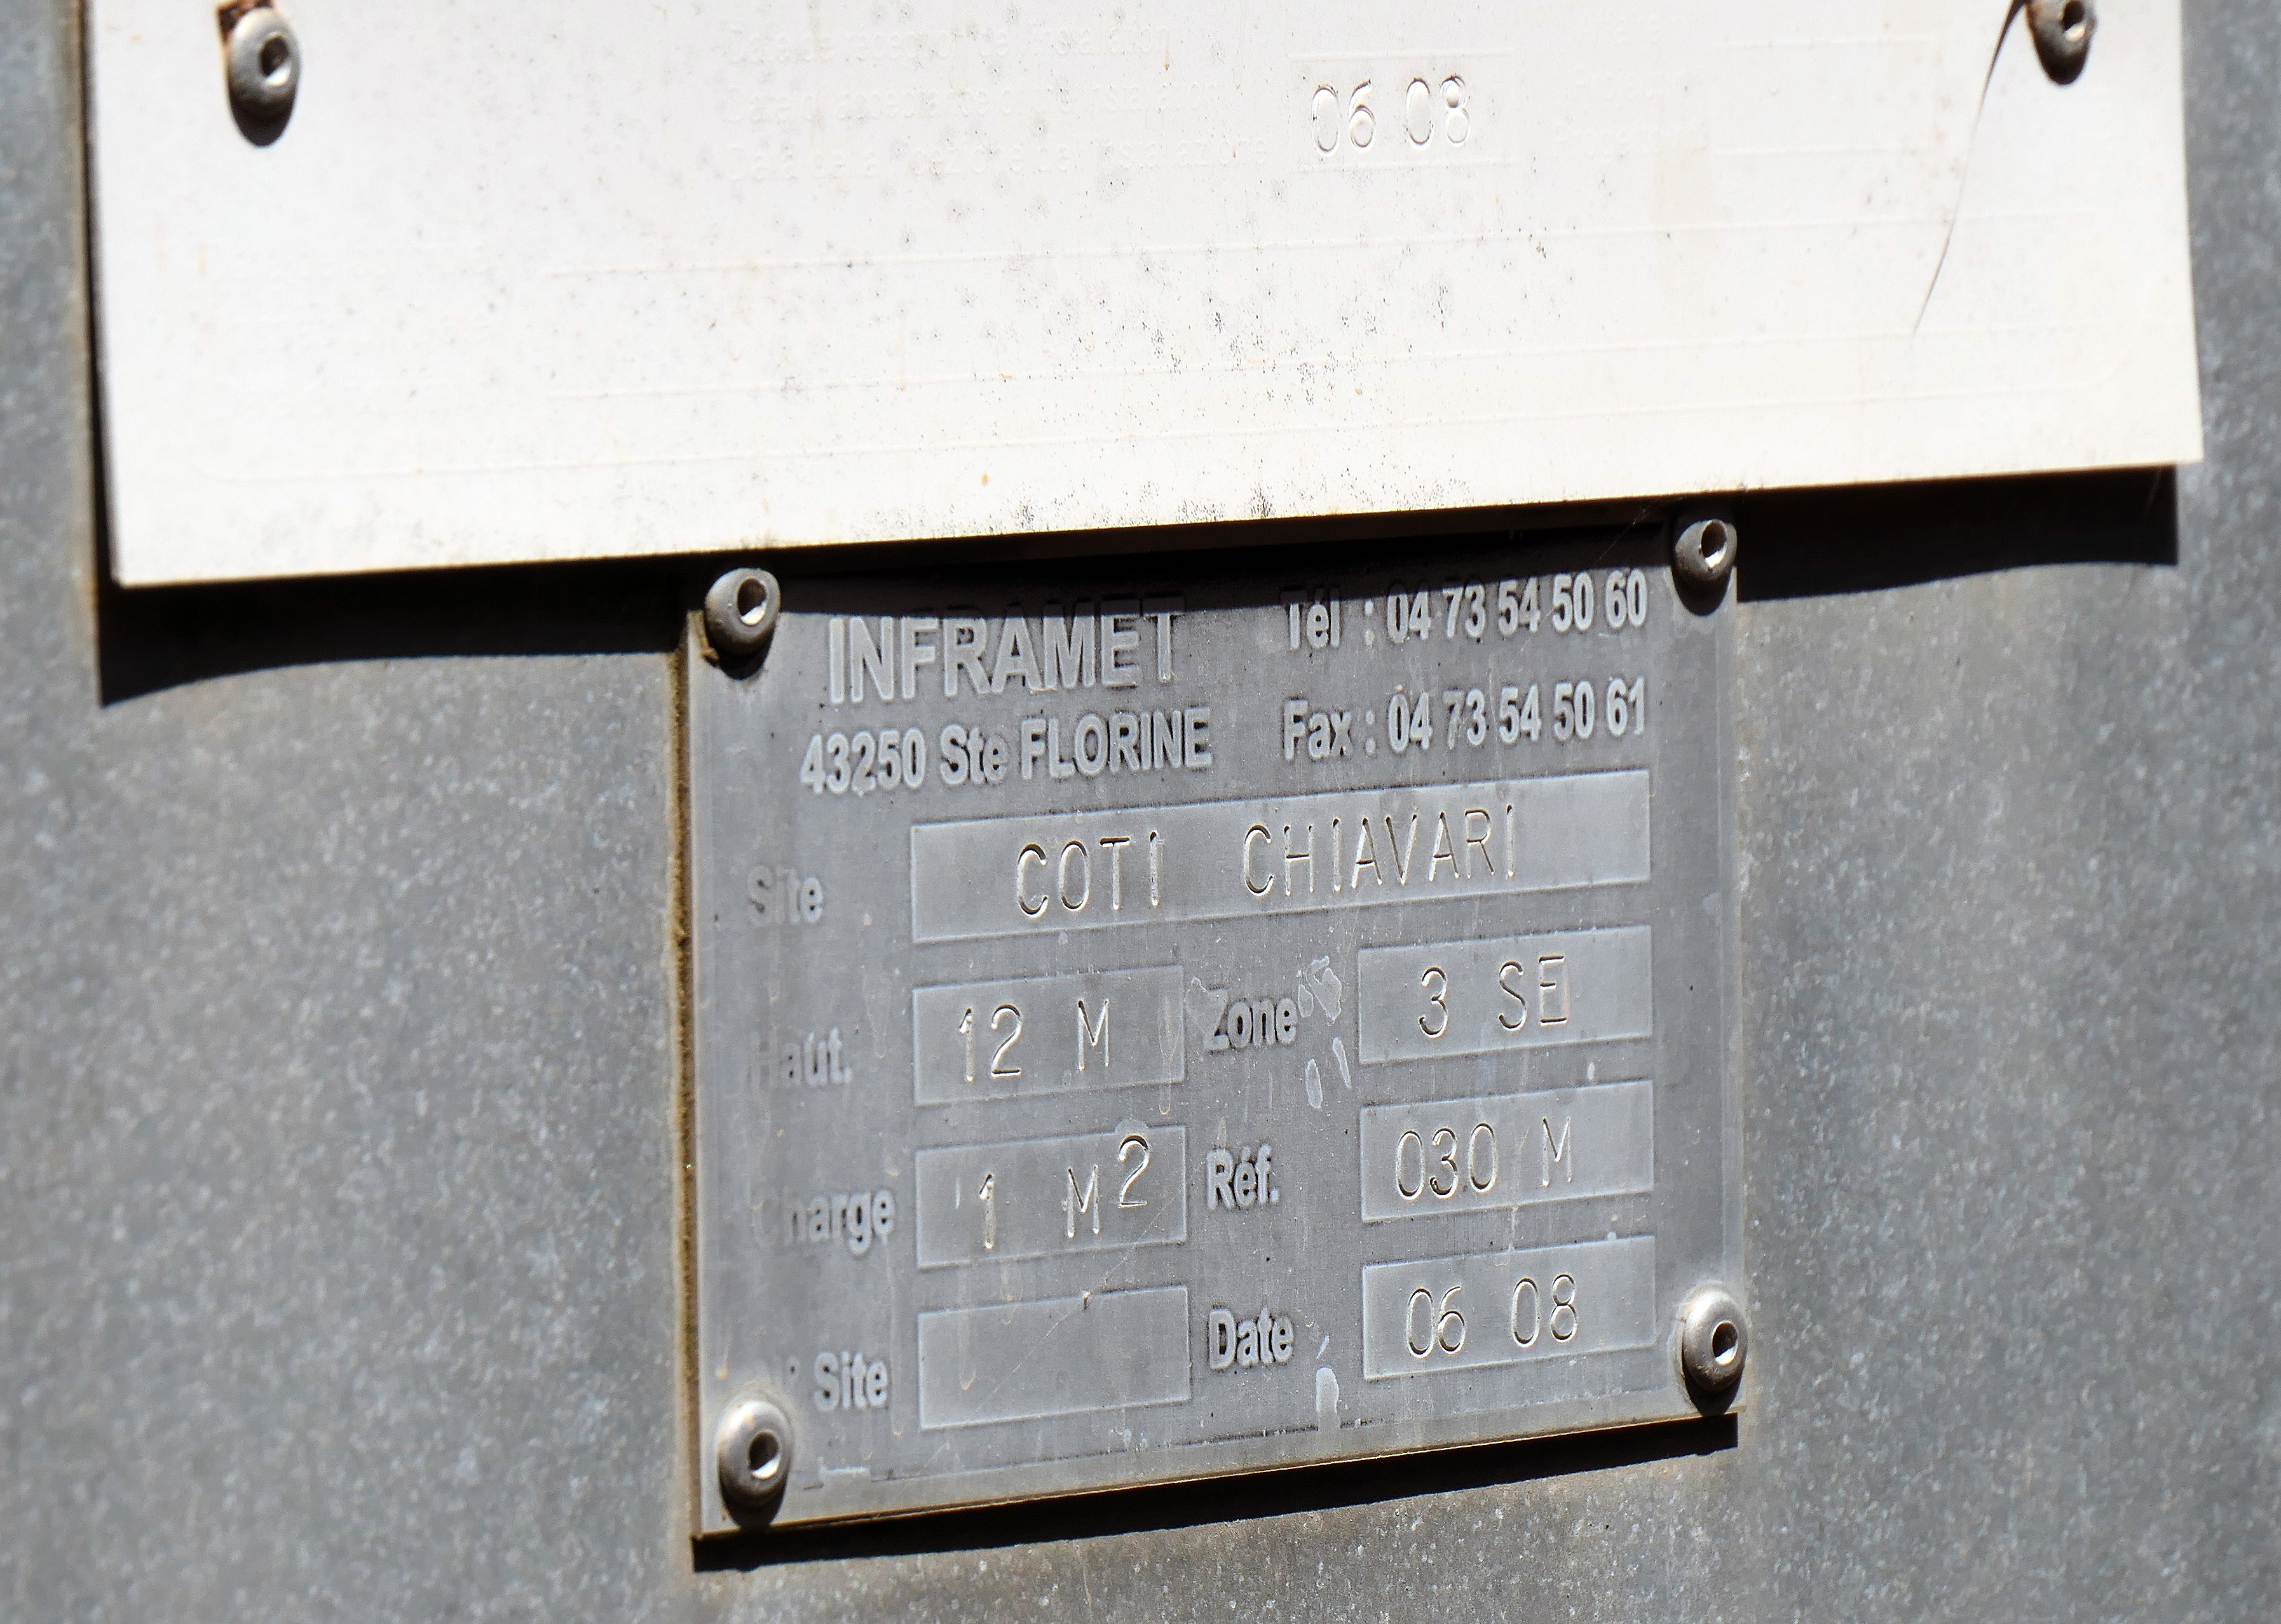 06 08
INFRAMET Tél : 04 73 54 50 60
43250 Ste FLORINE Fax : 04 73 54 50 61
Site COTI CHIAVARI
Haut. 12 M Zone 3 SE
Charge 1 M² Réf. 030 M
N° Site Date 06 08